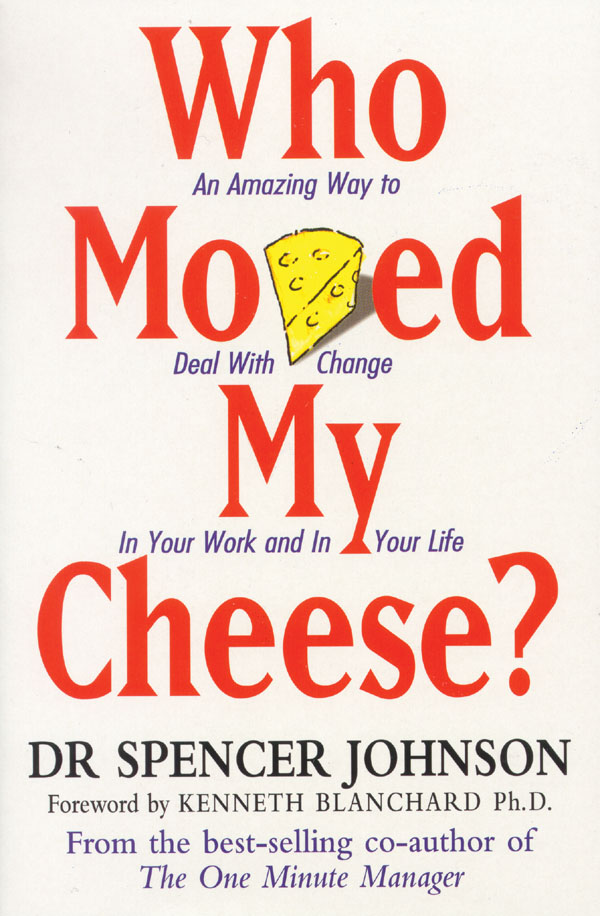 Who
An Amazing Way to
Moved
Deal With Change
My
In Your Work and In Your Life
Cheese?
DR SPENCER JOHNSON
Foreword by KENNETH BLANCHARD Ph.D.
From the best-selling co-author of
The One Minute Manager